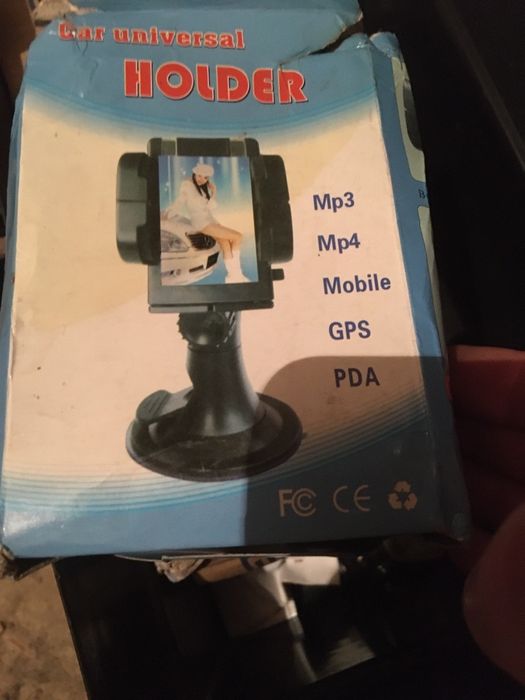 Car universal
HOLDER
Mp3
Mp4
Mobile
GPS
PDA
FC CE